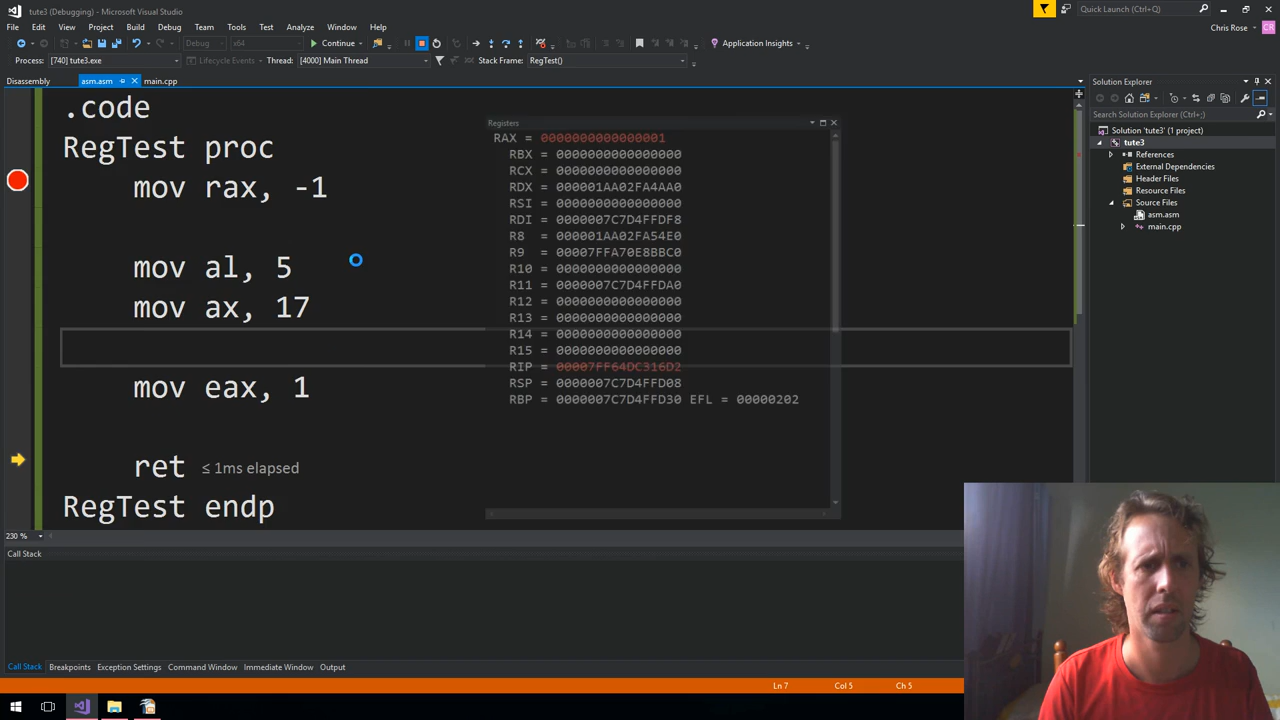 tute3 (Debugging) - Microsoft Visual Studio
Quick Launch (Ctrl+Q)
File Edit View Project Build Debug Team Tools Test Analyze Window Help
Chris Rose CR
Debug x64 Continue Application Insights
Process: [740] tute3.exe Lifecycle Events Thread: [4000] Main Thread Stack Frame: RegTest()
Disassembly asm.asm main.cpp
.code
RegTest proc
mov rax, -1
mov al, 5
mov ax, 17
mov eax, 1
ret ≤ 1ms elapsed
RegTest endp
Registers
RAX = 0000000000000001
RBX = 0000000000000000
RCX = 0000000000000000
RDX = 000001AA02FA4AA0
RSI = 0000000000000000
RDI = 0000007C7D4FFDF8
R8 = 000001AA02FA54E0
R9 = 00007FFA70E8BBC0
R10 = 0000000000000000
R11 = 0000007C7D4FFDA0
R12 = 0000000000000000
R13 = 0000000000000000
R14 = 0000000000000000
R15 = 0000000000000000
RIP = 00007FF64DC316D2
RSP = 0000007C7D4FFD08
RBP = 0000007C7D4FFD30 EFL = 00000202
Solution Explorer
Search Solution Explorer (Ctrl+;)
Solution 'tute3' (1 project)
tute3
References
External Dependencies
Header Files
Resource Files
Source Files
asm.asm
main.cpp
230 %
Call Stack
Call Stack Breakpoints Exception Settings Command Window Immediate Window Output
Ln 7 Col 5 Ch 5